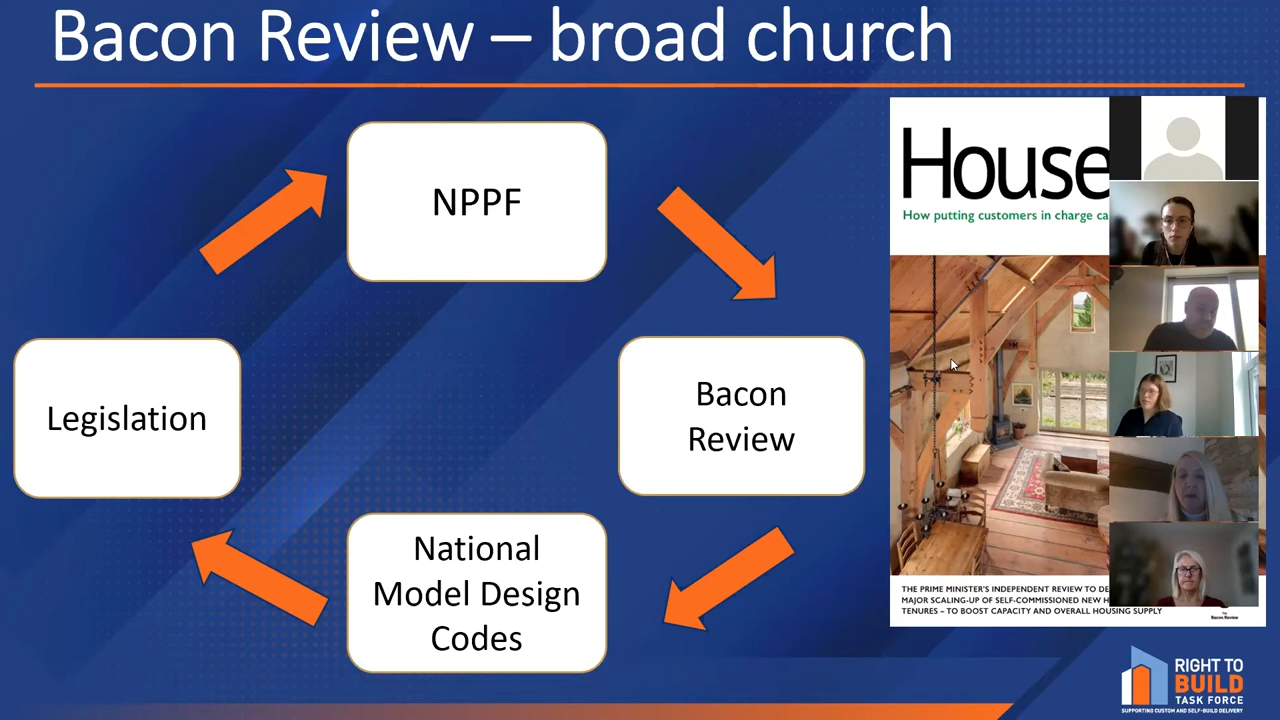 Bacon Review – broad church
NPPF
Bacon
Review
National
Model Design
Codes
Legislation
House
How putting customers in charge ca
THE PRIME MINISTER'S INDEPENDENT REVIEW TO DE
MAJOR SCALING-UP OF SELF-COMMISSIONED NEW H
TENURES – TO BOOST CAPACITY AND OVERALL HOUSING SUPPLY
Bacon Review
RIGHT TO
BUILD
TASK FORCE
SUPPORTING CUSTOM AND SELF-BUILD DELIVERY